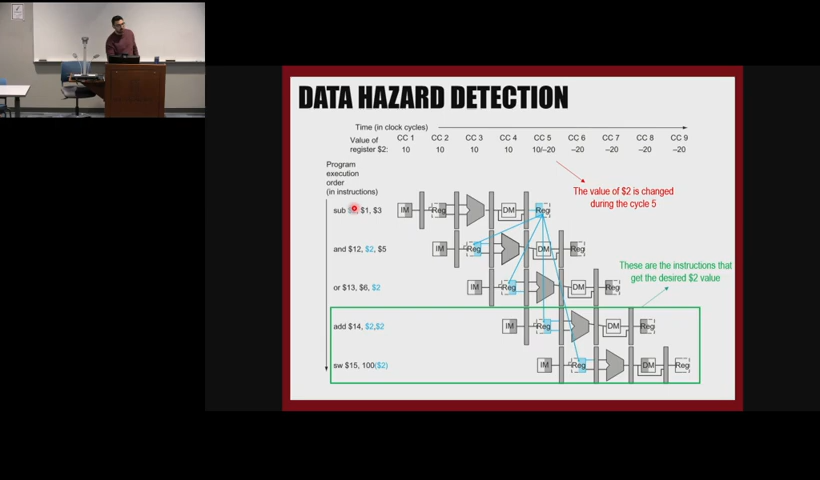 DATA HAZARD DETECTION
Time (in clock cycles)
Value of register $2:
CC 1 CC 2 CC 3 CC 4 CC 5 CC 6 CC 7 CC 8 CC 9
10 10 10 10 10/–20 –20 –20 –20 –20
Program
execution
order
(in instructions)
The value of $2 is changed
during the cycle 5
sub $1, $3
IM Reg DM Reg
and $12, $2, $5
IM Reg DM Reg
These are the instructions that
get the desired $2 value
or $13, $6, $2
IM Reg DM Reg
add $14, $2,$2
IM Reg DM Reg
sw $15, 100($2)
IM Reg DM Reg